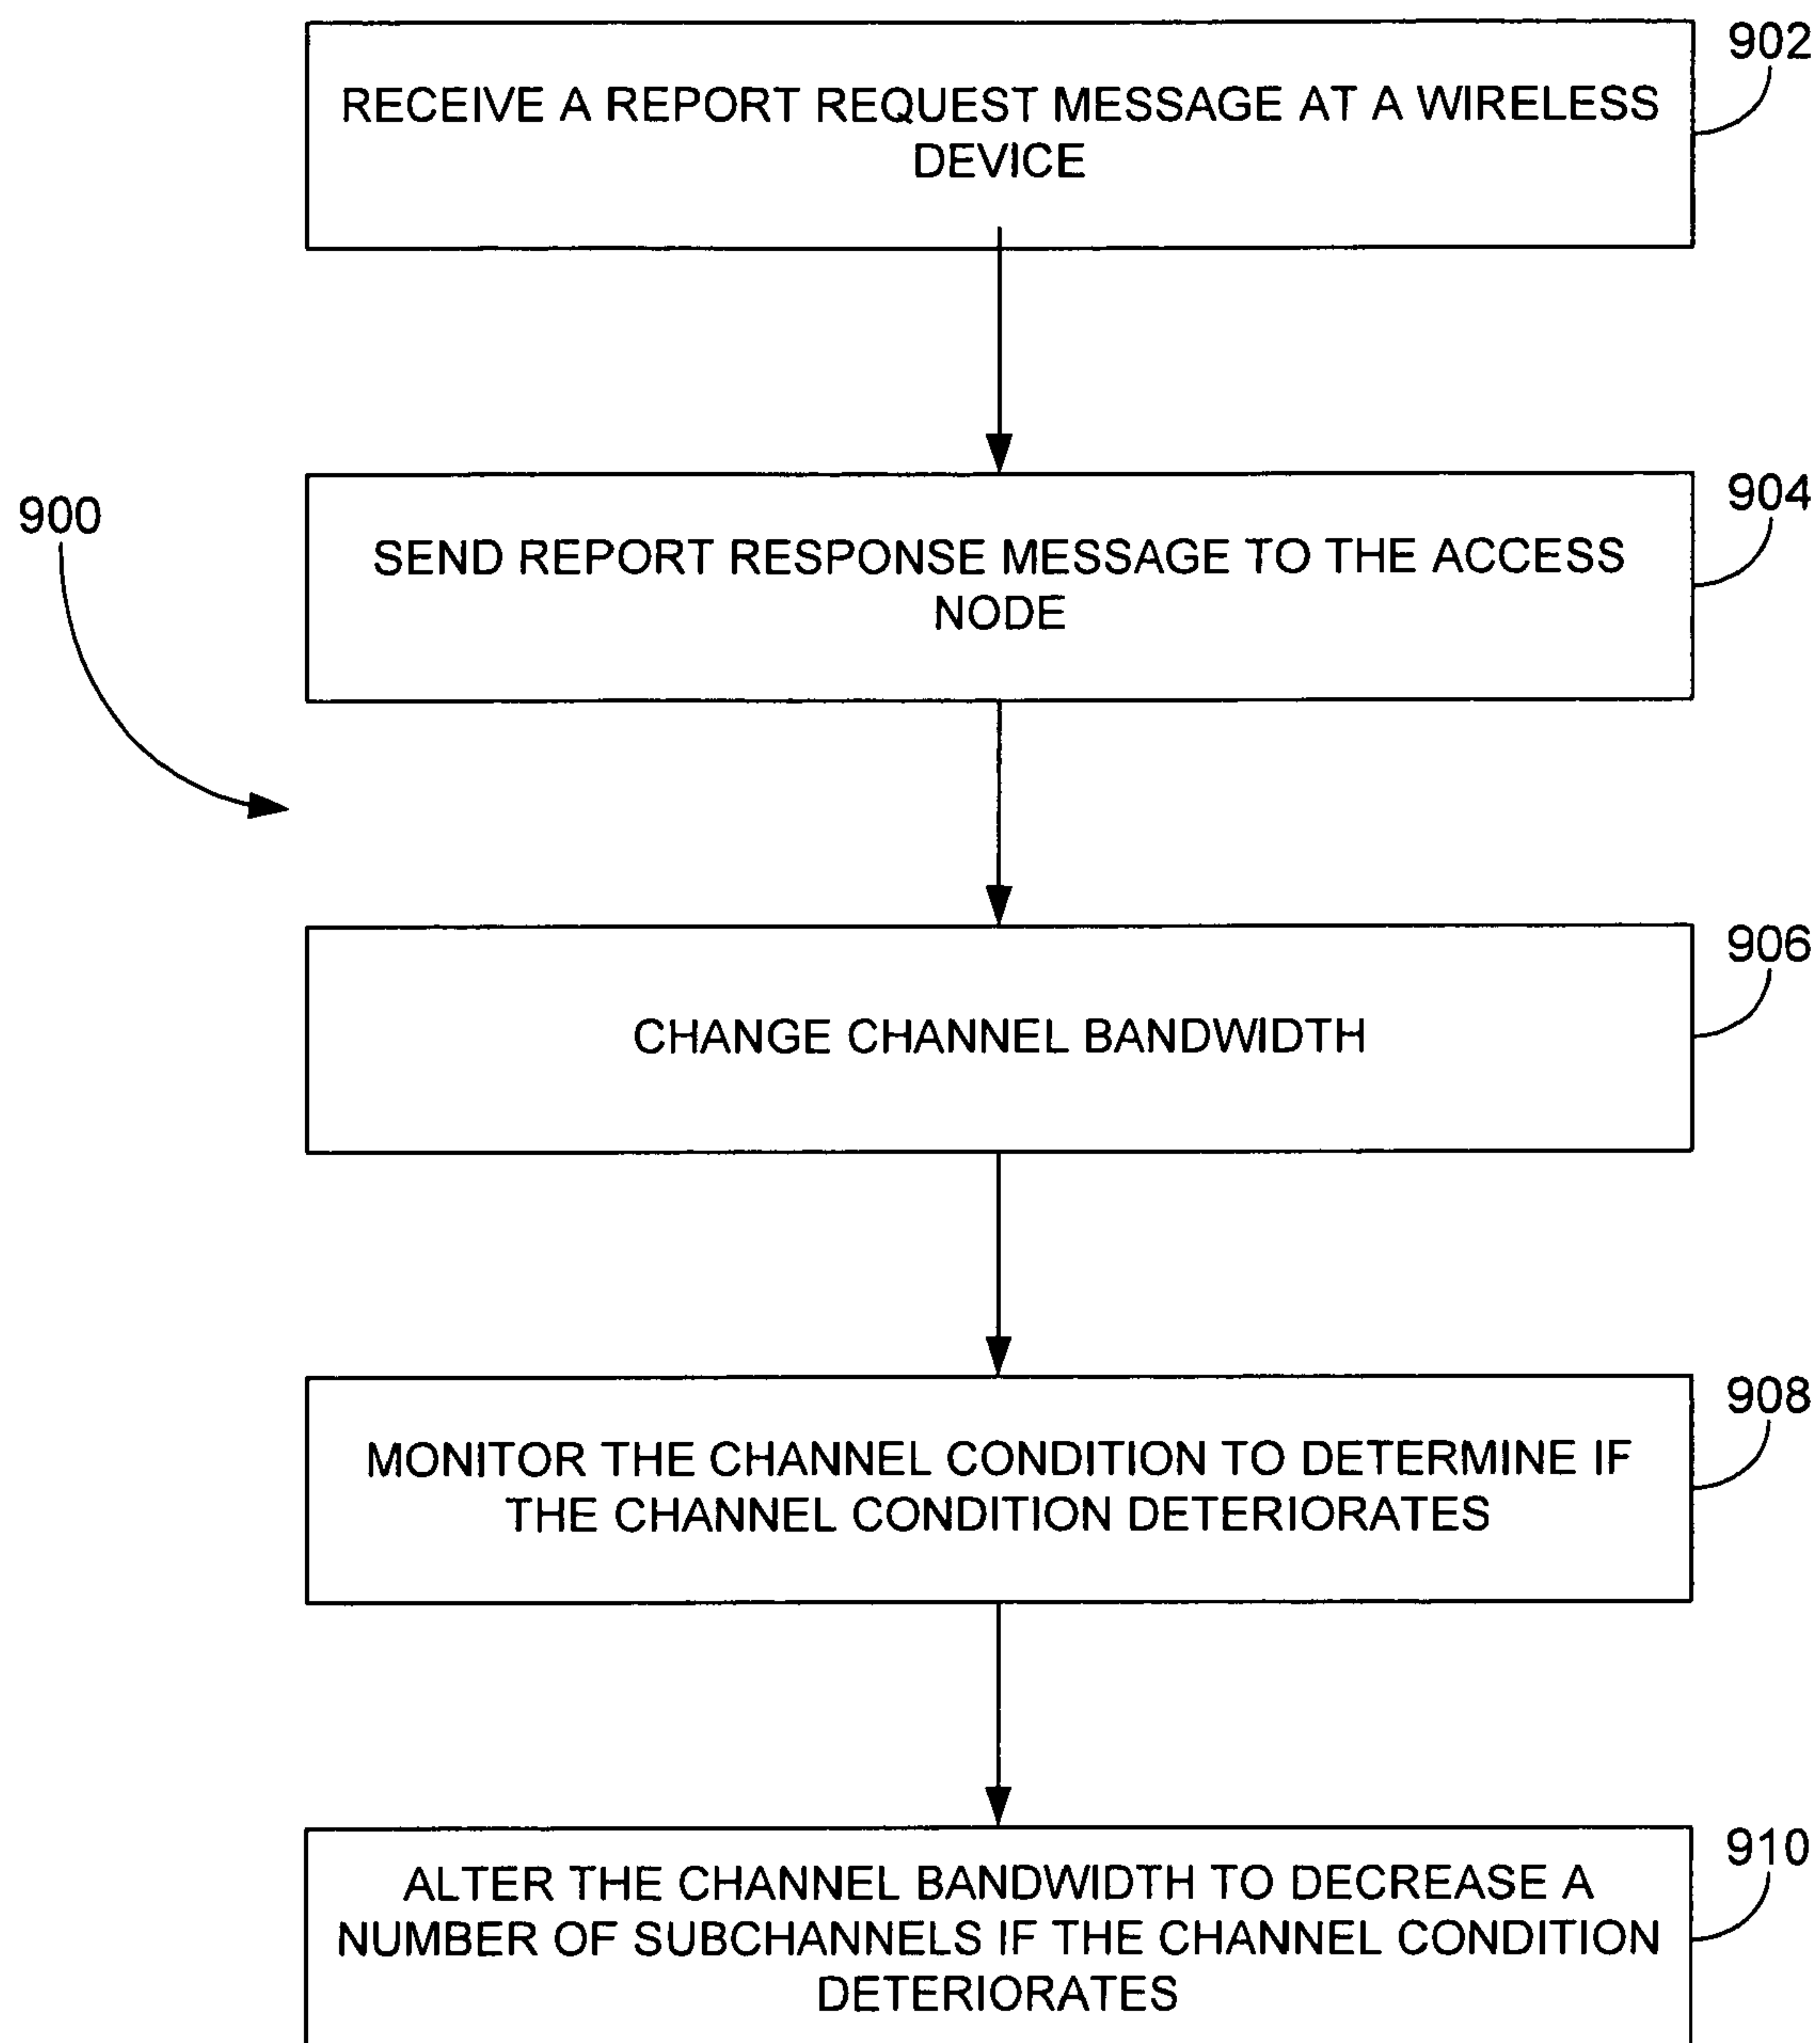 902
RECEIVE A REPORT REQUEST MESSAGE AT A WIRELESS
DEVICE
904
SEND REPORT RESPONSE MESSAGE TO THE ACCESS
NODE
900
906
CHANGE CHANNEL BANDWIDTH
908
MONITOR THE CHANNEL CONDITION TO DETERMINE IF
THE CHANNEL CONDITION DETERIORATES
910
ALTER THE CHANNEL BANDWIDTH TO DECREASE A
NUMBER OF SUBCHANNELS IF THE CHANNEL CONDITION
DETERIORATES